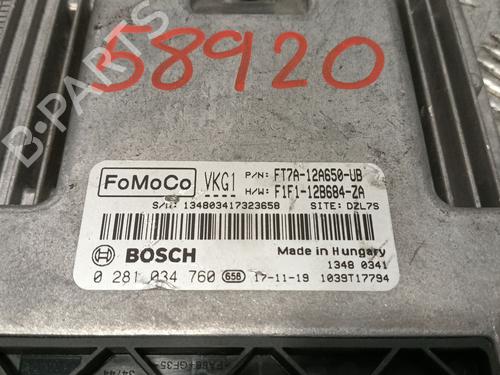 58920
B-PARTS
FoMoCo VKG1 P/N: FT7A-12A650-UB
H/W: F1F1-12B684-ZA
S/N: 134803417323658 SITE: DZL7S
BOSCH Made in Hungary
1348 0341
0 281 034 760 658 17-11-19 1039T17794